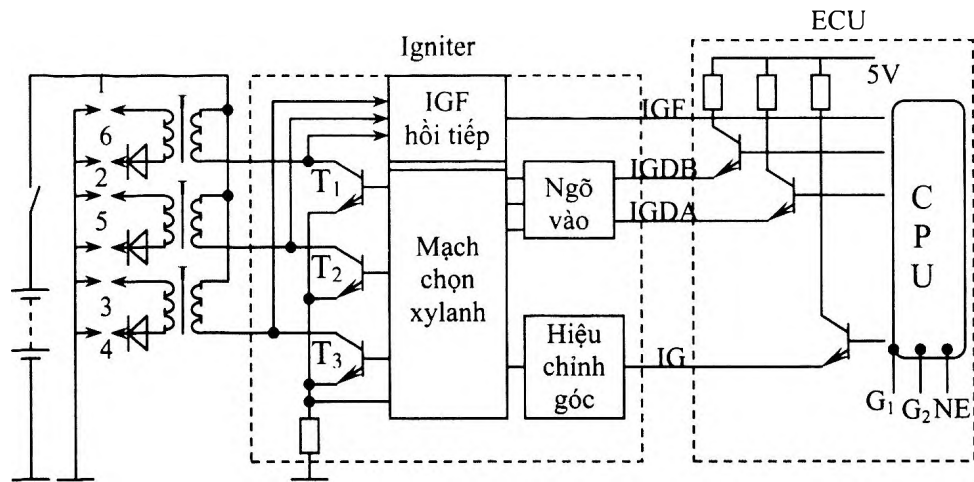 ECU
Igniter
5V
1
6
2
5
3
4
IGF
hồi tiếp
IGF
T1
IGDB
Ngõ
vào
IGDA
Mạch
chọn
xylanh
T2
T3
Hiệu
chỉnh
góc
IG
C
P
U
G1 G2 NE